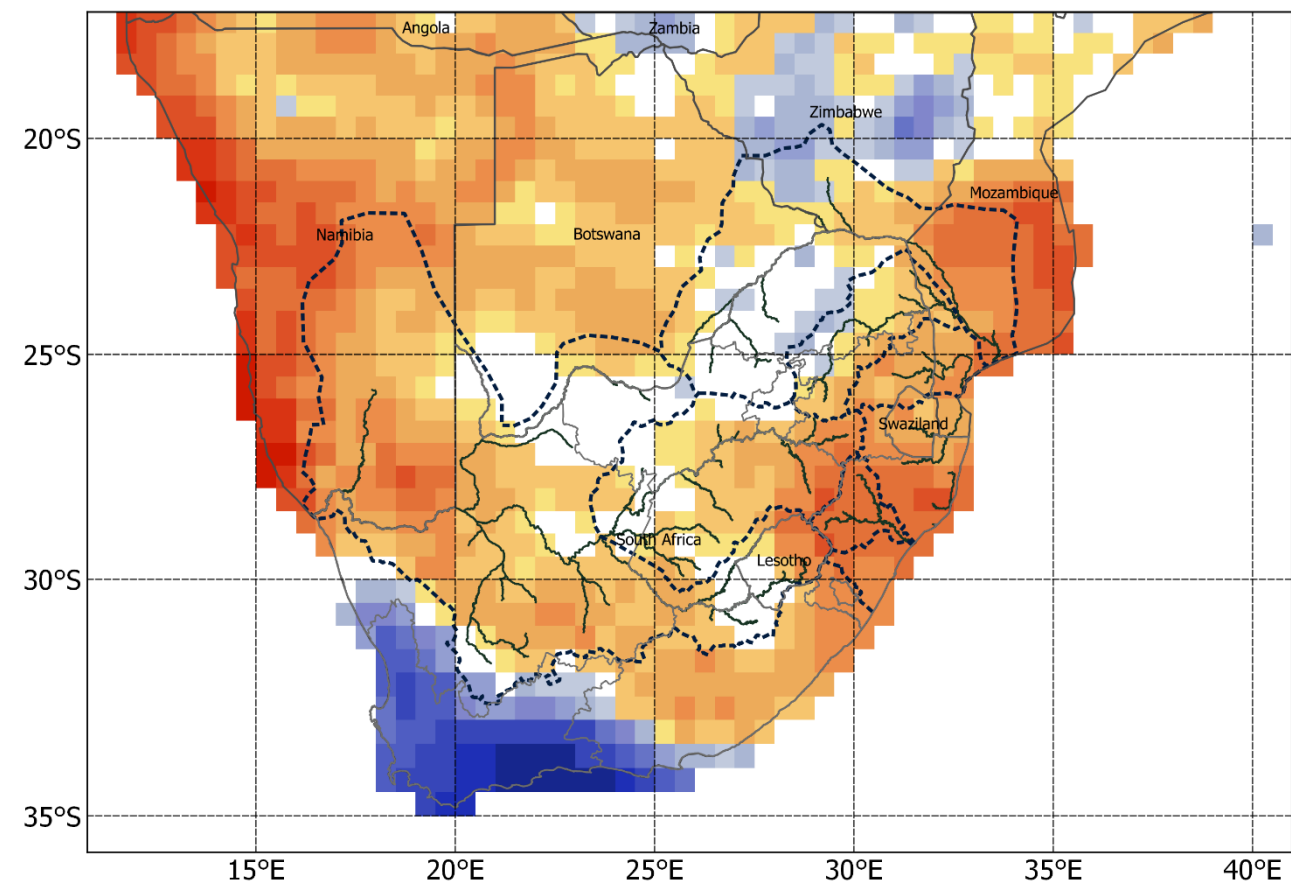 Angola
Zambia
Zimbabwe
20°S
Mozambique
Namibia
Botswana
25°S
Swaziland
South Africa
Lesotho
30°S
35°S
15°E
20°E
25°E
30°E
35°E
40°E